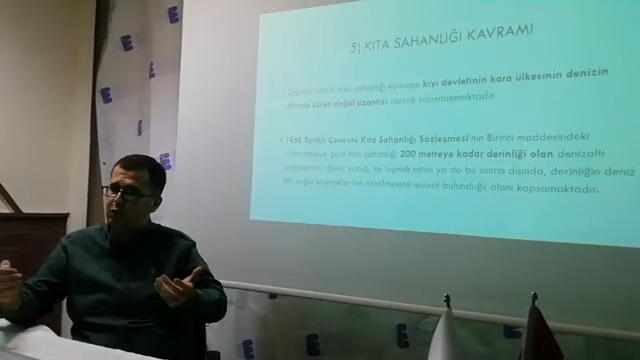 5) KITA SAHANLIĞI KAVRAMI
kıta sahanlığı kavramı kıyı devletinin kara ülkesinin denizin
altında süren doğal uzantısı olarak tanımlanmaktadır.
1958 Tarihli Cenevre Kıta Sahanlığı Sözleşmesi'nin Birinci maddesindeki
göre kıta sahanlığı 200 metreye kadar derinliği olan denizaltı
deniz yatağı ile toprak altını ya da bu sınırın dışında, derinliğin deniz
doğal kaynaklarının işletilmesine müsait bulunduğu alanı kapsamaktadır.
E
E
E
E
E
E
E
E
E